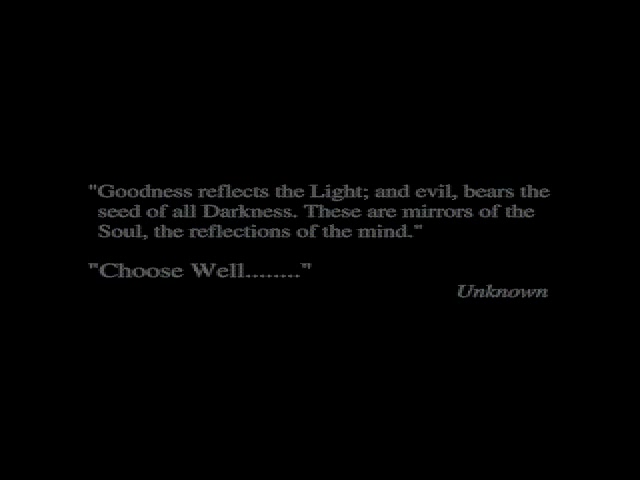 "Goodness reflects the Light; and evil, bears the
seed of all Darkness. These are mirrors of the
Soul, the reflections of the mind."
"Choose Well........"
Unknown